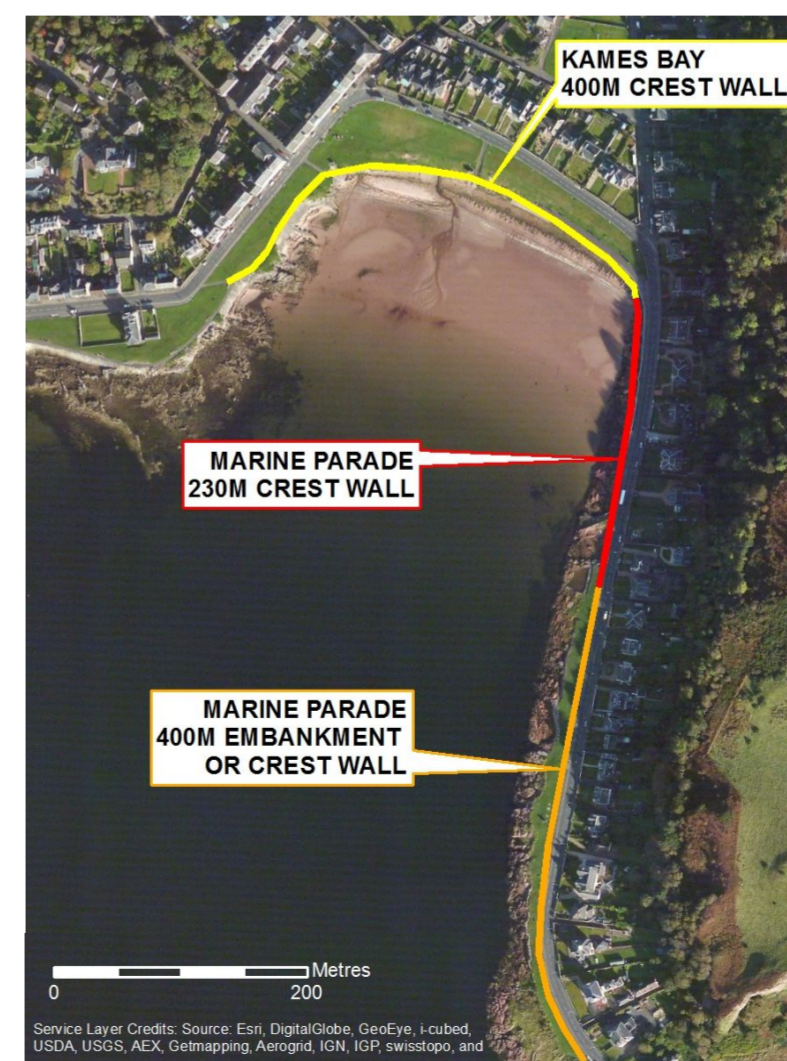 KAMES BAY
400M CREST WALL
MARINE PARADE
230M CREST WALL
MARINE PARADE
400M EMBANKMENT
OR CREST WALL
Metres
0
200
Service Layer Credits: Source: Esri, DigitalGlobe, GeoEye, i-cubed,
USDA, USGS, AEX, Getmapping, Aerogrid, IGN, IGP, swisstopo, and